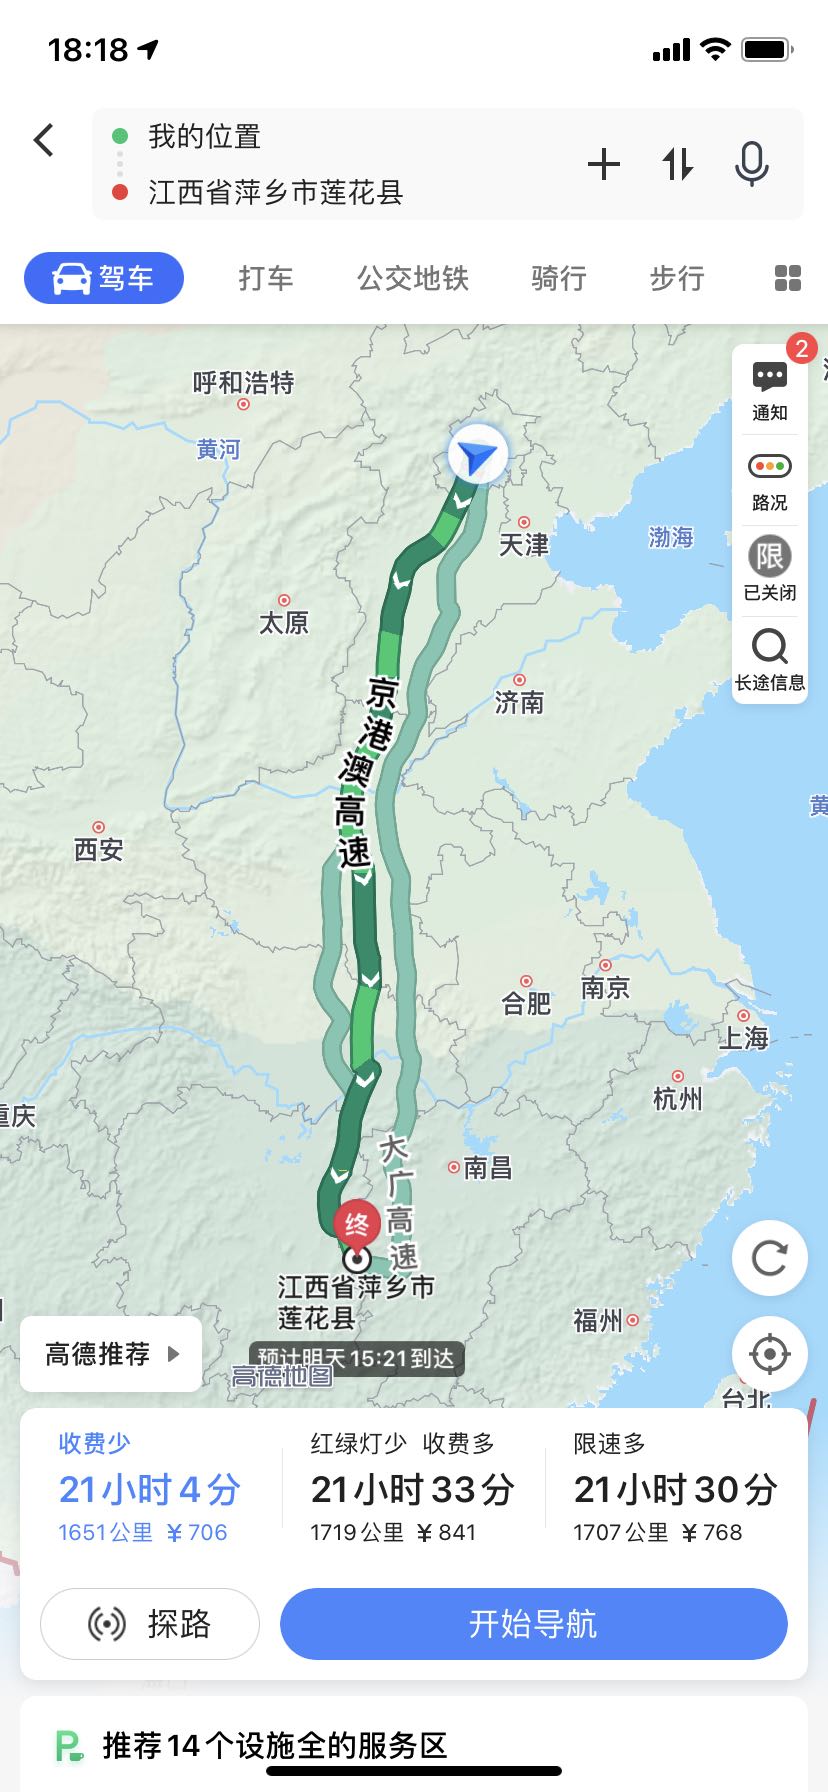 18:18
我的位置
江西省萍乡市莲花县
驾车
打车
公交地铁
骑行
步行
2
通知
路况
限
已关闭
长途信息
呼和浩特
黄河
天津
渤海
太原
济南
京港澳高速
西安
黄
合肥
南京
上海
杭州
重庆
南昌
大广高速
终
江西省萍乡市
莲花县
福州
台北
高德推荐
预计明天15:21到达
高德地图
收费少
21小时4分
1651公里 ¥706
红绿灯少 收费多
21小时33分
1719公里 ¥841
限速多
21小时30分
1707公里 ¥768
探路
开始导航
P
推荐14个设施全的服务区